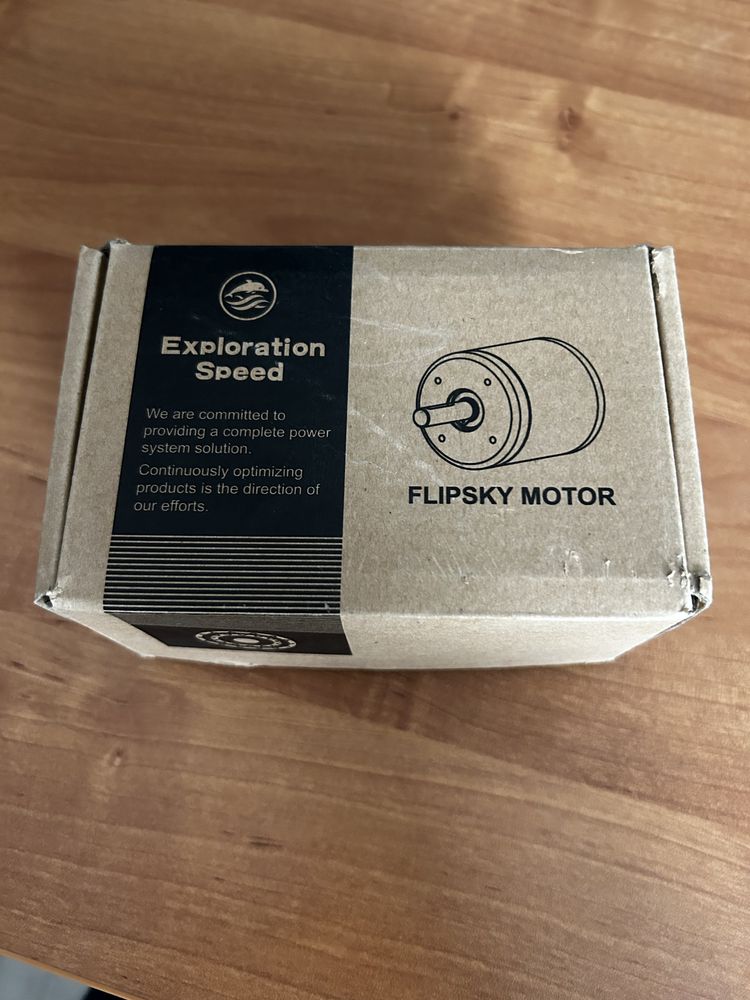 Exploration
Speed
We are committed to
providing a complete power
system solution.
Continuously optimizing
products is the direction of
our efforts.
FLIPSKY MOTOR